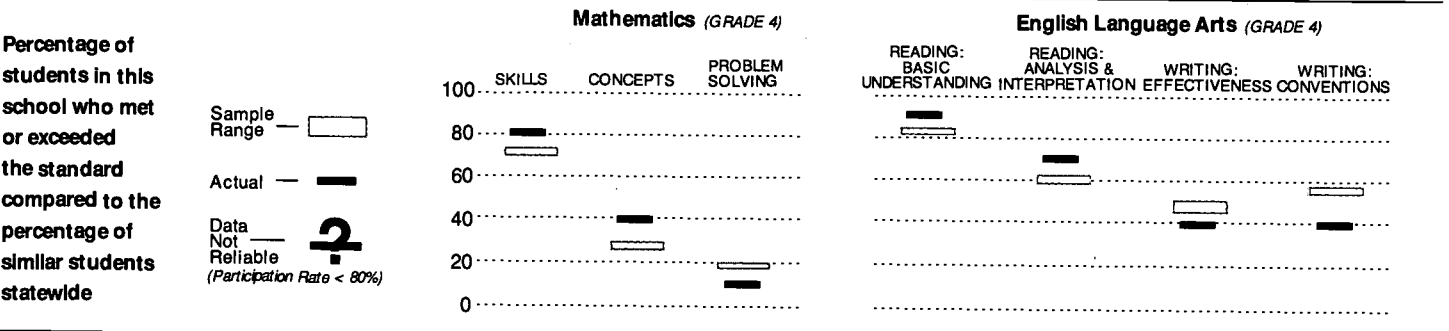 Percentage of
students in this
school who met
or exceeded
the standard
compared to the
percentage of
similar students
statewide
Sample
Range
Actual
Data
Not
Reliable
?
(Participation Rate < 80%)
Mathematics (GRADE 4)
SKILLS
CONCEPTS
PROBLEM
SOLVING
100
80
60
40
20
0
English Language Arts (GRADE 4)
READING:
BASIC
UNDERSTANDING
READING:
ANALYSIS &
INTERPRETATION
WRITING:
EFFECTIVENESS
WRITING:
CONVENTIONS